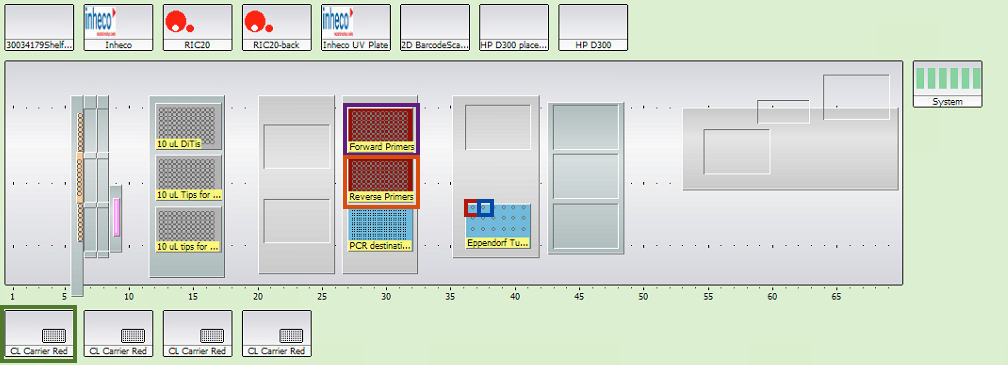 30034179Shelf...
inheco
Inheco
RIC20
RIC20-back
inheco
Inheco UV Plate
2D BarcodeSca...
HP D300 place...
HP D300
System
10 uL DiTis
Forward Primers
10 uL Tips for ...
Reverse Primers
10 uL tips for ...
PCR destinati...
Eppendorf Tu...
1 5 10 15 20 25 30 35 40 45 50 55 60 65
CL Carrier Red
CL Carrier Red
CL Carrier Red
CL Carrier Red